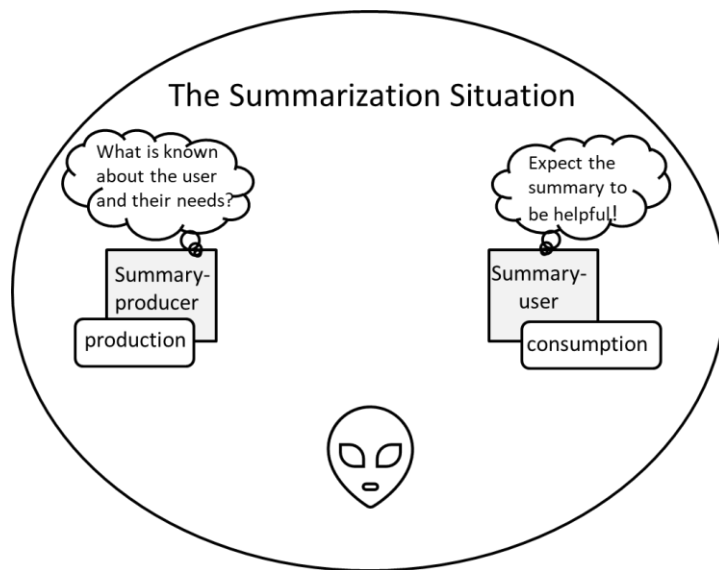 The Summarization Situation
What is known
about the user
and their needs?
Expect the
summary to
be helpful!
Summary-
producer
production
Summary-
user
consumption